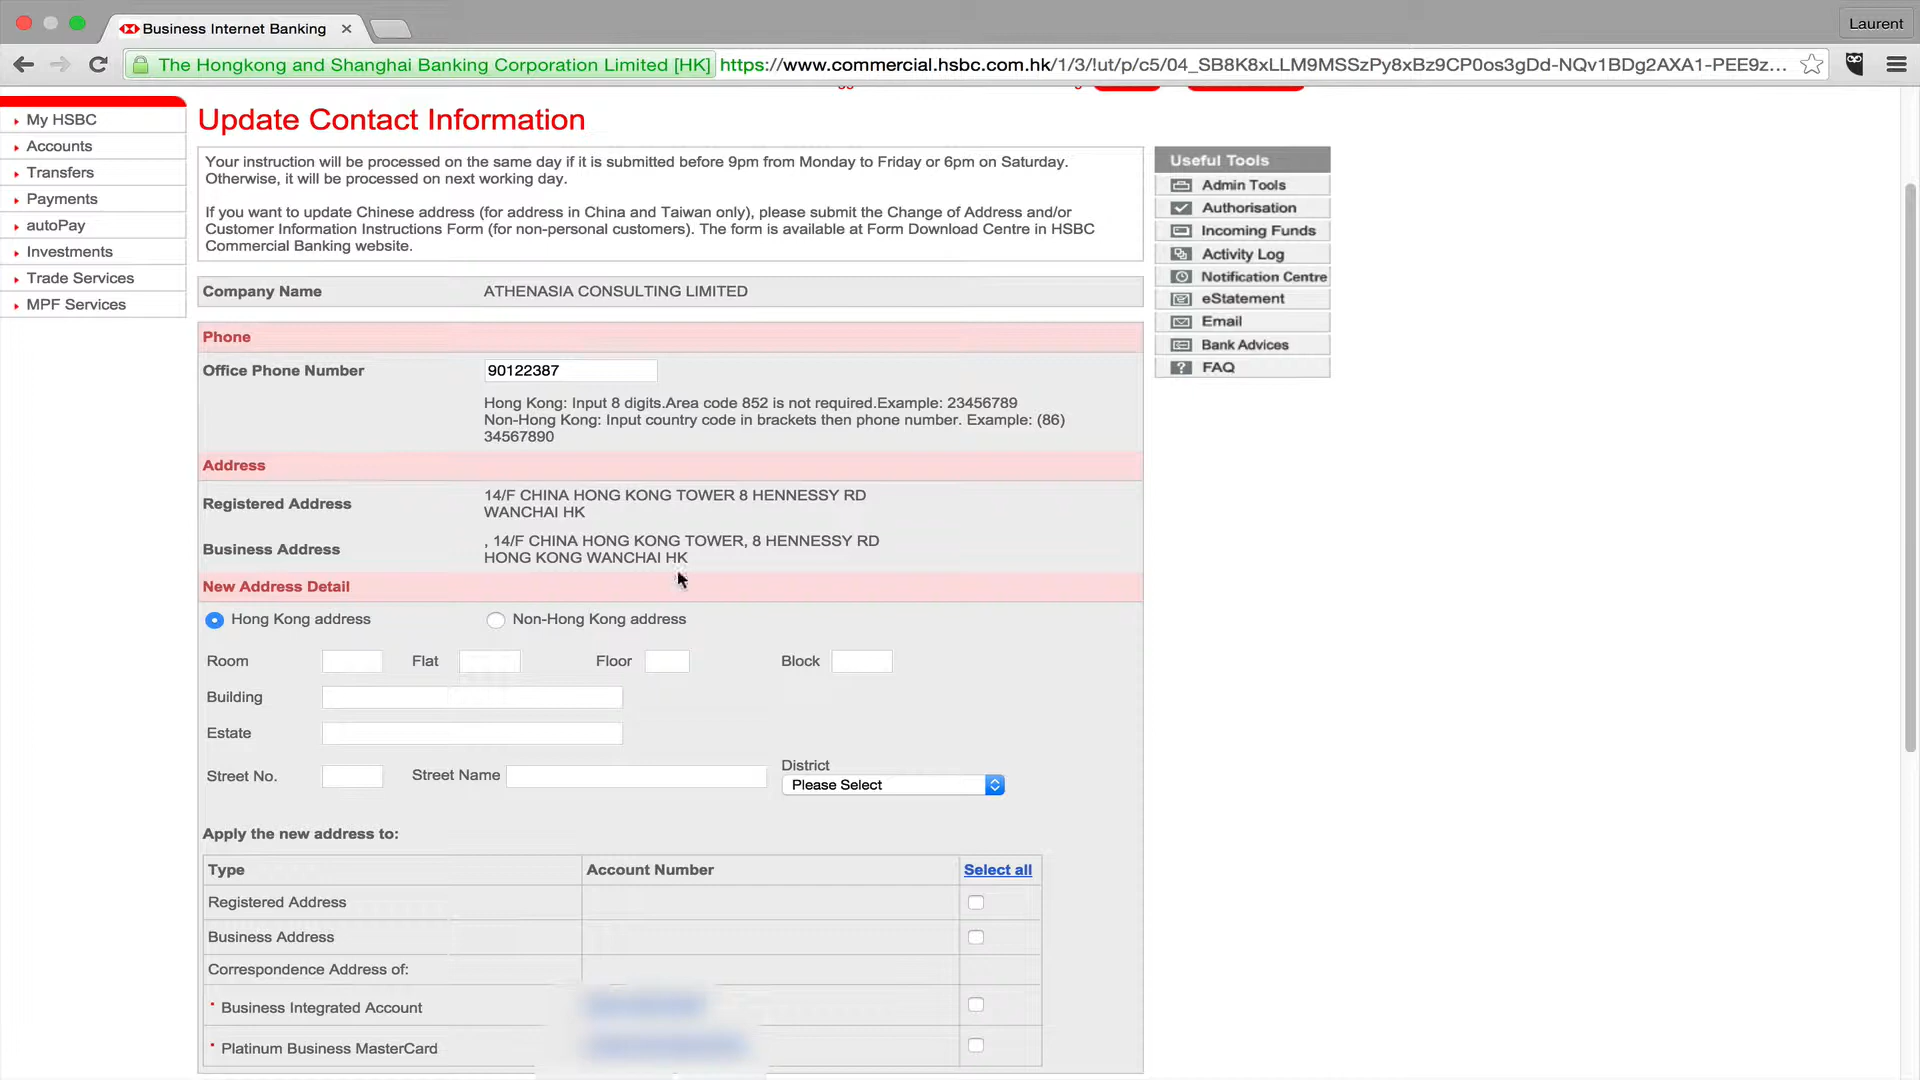 Business Internet Banking
Laurent
The Hongkong and Shanghai Banking Corporation Limited [HK] https://www.commercial.hsbc.com.hk/1/3/!ut/p/c5/04_SB8K8xLLM9MSSzPy8xBz9CP0os3gDd-NQv1BDg2AXA1-PEE9z...
My HSBC
Accounts
Transfers
Payments
autoPay
Investments
Trade Services
MPF Services
Update Contact Information
Your instruction will be processed on the same day if it is submitted before 9pm from Monday to Friday or 6pm on Saturday.
Otherwise, it will be processed on next working day.
If you want to update Chinese address (for address in China and Taiwan only), please submit the Change of Address and/or
Customer Information Instructions Form (for non-personal customers). The form is available at Form Download Centre in HSBC
Commercial Banking website.
Company Name ATHENASIA CONSULTING LIMITED
Phone
Office Phone Number 90122387
Hong Kong: Input 8 digits.Area code 852 is not required.Example: 23456789
Non-Hong Kong: Input country code in brackets then phone number. Example: (86)
34567890
Address
Registered Address 14/F CHINA HONG KONG TOWER 8 HENNESSY RD
WANCHAI HK
Business Address , 14/F CHINA HONG KONG TOWER, 8 HENNESSY RD
HONG KONG WANCHAI HK
New Address Detail
Hong Kong address Non-Hong Kong address
Room Flat Floor Block
Building
Estate
Street No. Street Name District
Please Select
Apply the new address to:
Type Account Number Select all
Registered Address
Business Address
Correspondence Address of:
* Business Integrated Account
* Platinum Business MasterCard
Useful Tools
Admin Tools
Authorisation
Incoming Funds
Activity Log
Notification Centre
eStatement
Email
Bank Advices
? FAQ